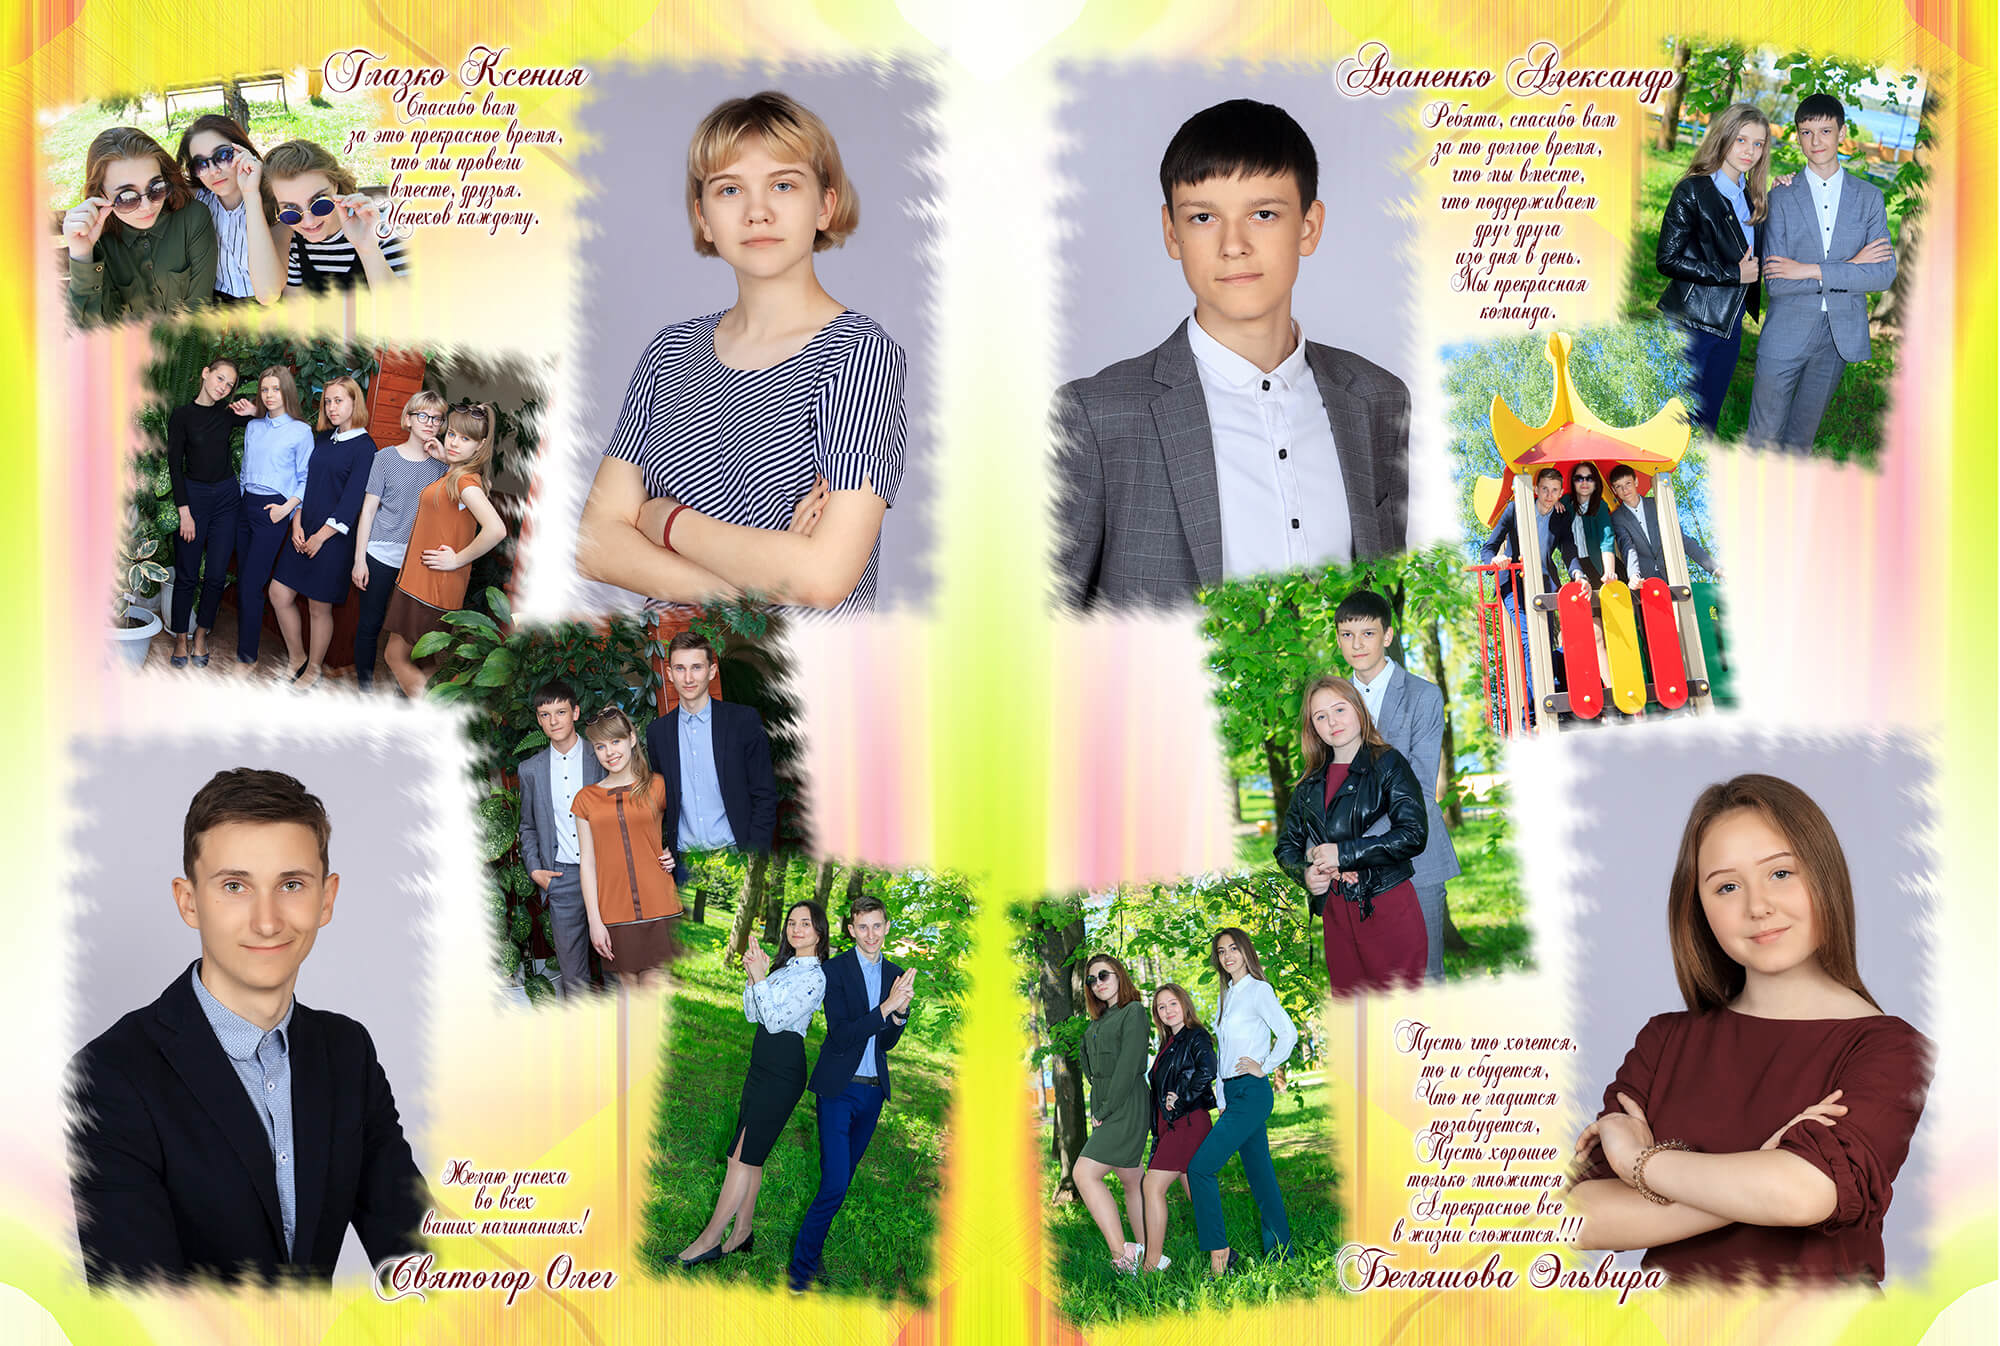 Глазко Ксения
Спасибо вам
за это прекрасное время,
что мы провели
вместе, друзья.
Успехов каждому.
Желаю успеха
во всех
ваших начинаниях!
Святогор Олег
Ананенко Александр
Ребята, спасибо вам
за то долгое время,
что мы вместе,
что поддерживаем
друг друга
изо дня в день.
Мы прекрасная
команда.
Пусть что хочется,
то и сбудется,
Что не ладится
позабудется,
Пусть хорошее
только множится
А прекрасное все
в жизни сложится!!!
Беляшова Эльвира